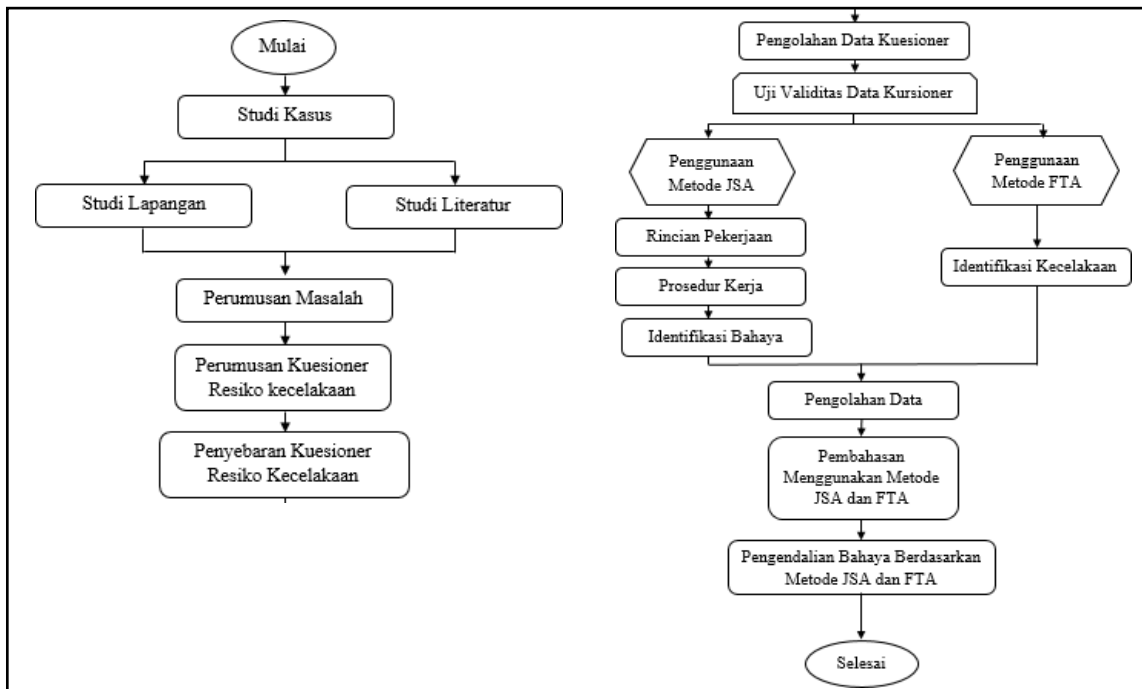 Mulai
Studi Kasus
Studi Lapangan
Studi Literatur
Perumusan Masalah
Perumusan Kuesioner
Resiko kecelakaan
Penyebaran Kuesioner
Resiko Kecelakaan
Pengolahan Data Kuesioner
Uji Validitas Data Kursioner
Penggunaan
Metode JSA
Penggunaan
Metode FTA
Rincian Pekerjaan
Prosedur Kerja
Identifikasi Bahaya
Identifikasi Kecelakaan
Pengolahan Data
Pembahasan
Menggunakan Metode
JSA dan FTA
Pengendalian Bahaya Berdasarkan
Metode JSA dan FTA
Selesai